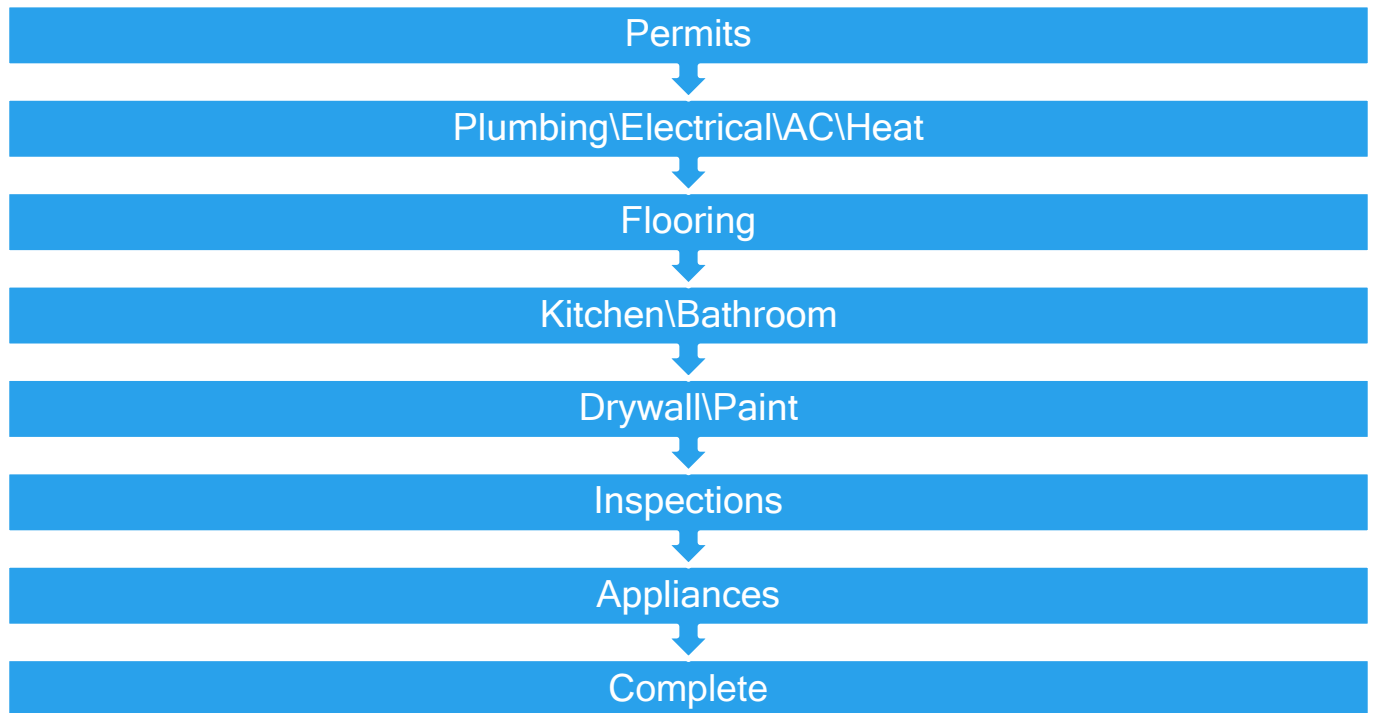 Permits
Plumbing\Electrical\AC\Heat
Flooring
Kitchen\Bathroom
Drywall\Paint
Inspections
Appliances
Complete